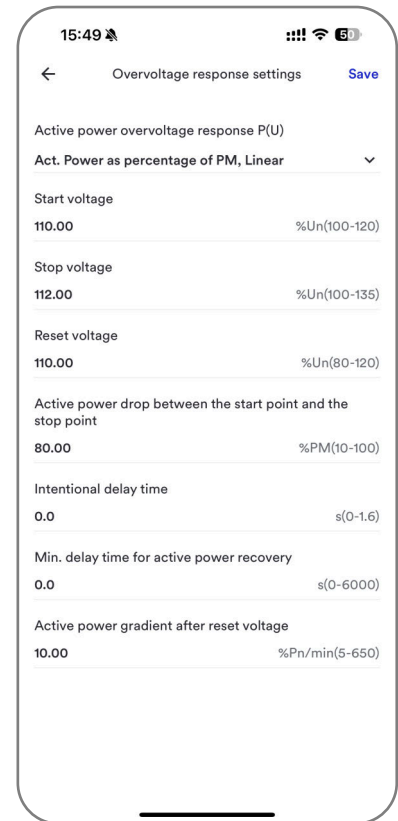 15:49
50
Overvoltage response settings Save
Active power overvoltage response P(U)
Act. Power as percentage of PM, Linear
Start voltage
110.00 %Un(100-120)
Stop voltage
112.00 %Un(100-135)
Reset voltage
110.00 %Un(80-120)
Active power drop between the start point and the
stop point
80.00 %PM(10-100)
Intentional delay time
0.0 s(0-1.6)
Min. delay time for active power recovery
0.0 s(0-6000)
Active power gradient after reset voltage
10.00 %Pn/min(5-650)